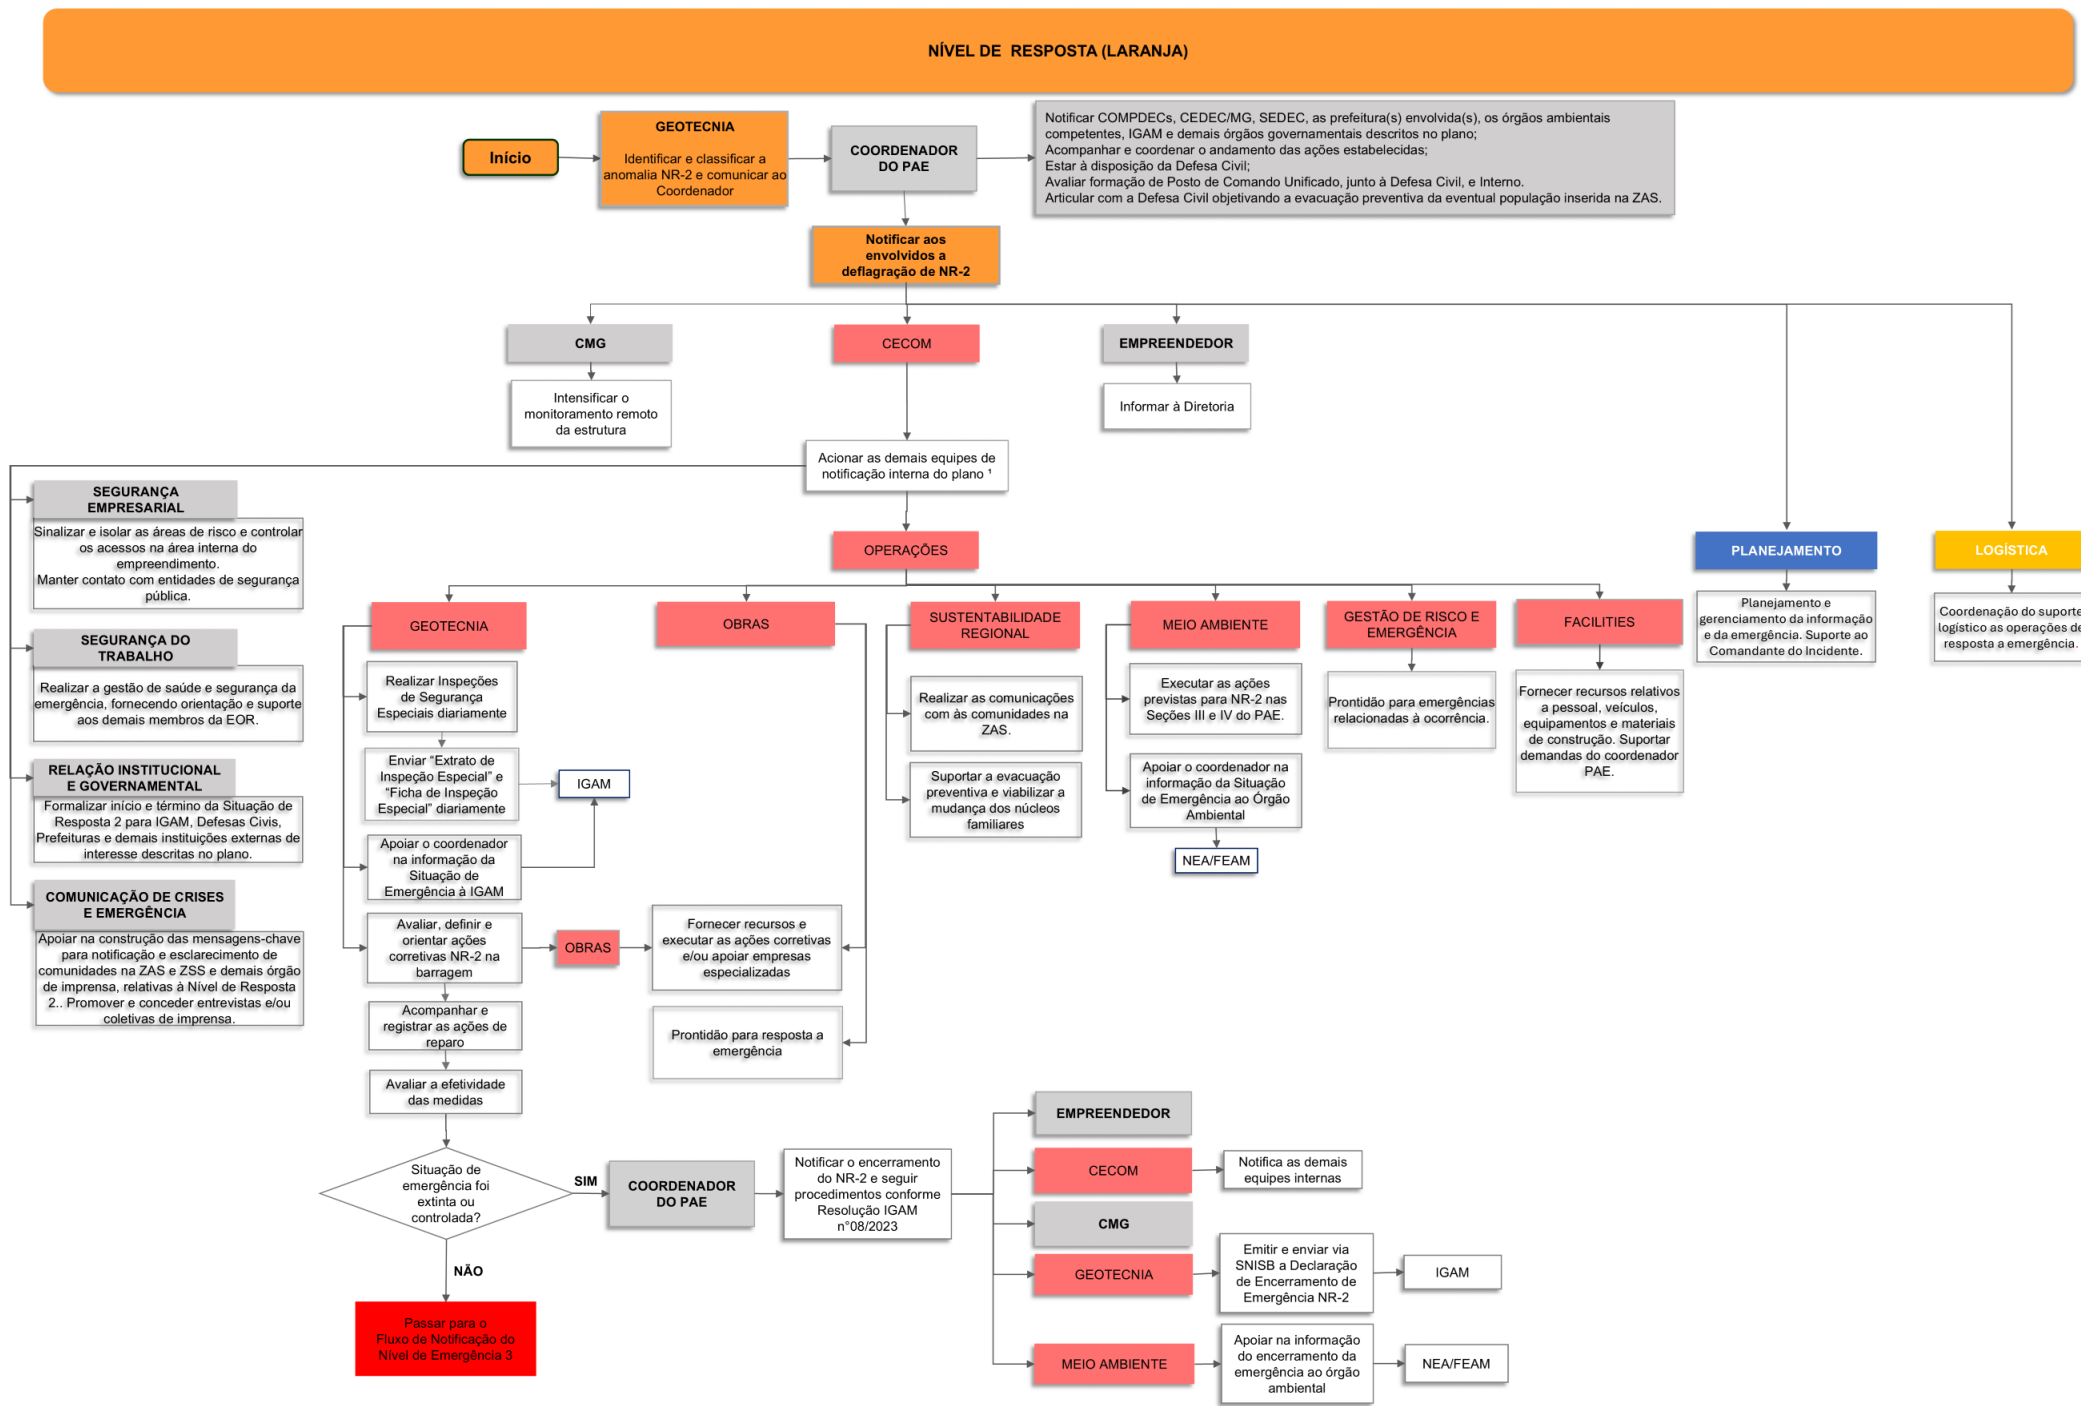 NÍVEL DE  RESPOSTA (LARANJA)
Início
GEOTECNIA
Identificar e classificar a
anomalia NR-2 e comunicar ao
Coordenador
COORDENADOR
DO PAE
Notificar COMPDECs, CEDEC/MG, SEDEC, as prefeitura(s) envolvida(s), os órgãos ambientais
competentes, IGAM e demais órgãos governamentais descritos no plano;
Acompanhar e coordenar o andamento das ações estabelecidas;
Estar à disposição da Defesa Civil;
Avaliar formação de Posto de Comando Unificado, junto à Defesa Civil, e Interno.
Articular com a Defesa Civil objetivando a evacuação preventiva da eventual população inserida na ZAS.
Notificar aos
envolvidos a
deflagração de NR-2
CMG
Intensificar o
monitoramento remoto
da estrutura
CECOM
EMPREENDEDOR
Informar à Diretoria
Acionar as demais equipes de
notificação interna do plano ¹
SEGURANÇA
EMPRESARIAL
Sinalizar e isolar as áreas de risco e controlar
os acessos na área interna do
empreendimento.
Manter contato com entidades de segurança
pública.
SEGURANÇA DO
TRABALHO
Realizar a gestão de saúde e segurança da
emergência, fornecendo orientação e suporte
aos demais membros da EOR.
RELAÇÃO INSTITUCIONAL
E GOVERNAMENTAL
Formalizar início e término da Situação de
Resposta 2 para IGAM, Defesas Civis,
Prefeituras e demais instituições externas de
interesse descritas no plano.
COMUNICAÇÃO DE CRISES
E EMERGÊNCIA
Apoiar na construção das mensagens-chave
para notificação e esclarecimento de
comunidades na ZAS e ZSS e demais órgão
de imprensa, relativas à Nível de Resposta
2.. Promover e conceder entrevistas e/ou
coletivas de imprensa.
OPERAÇÕES
GEOTECNIA
Realizar Inspeções
de Segurança
Especiais diariamente
Enviar “Extrato de
Inspeção Especial” e
“Ficha de Inspeção
Especial” diariamente
IGAM
Apoiar o coordenador
na informação da
Situação de
Emergência à IGAM
Avaliar, definir e
orientar ações
corretivas NR-2 na
barragem
OBRAS
Acompanhar e
registrar as ações de
reparo
Avaliar a efetividade
das medidas
OBRAS
Fornecer recursos e
executar as ações corretivas
e/ou apoiar empresas
especializadas
Prontidão para resposta a
emergência
SUSTENTABILIDADE
REGIONAL
Realizar as comunicações
com às comunidades na
ZAS.
Suportar a evacuação
preventiva e viabilizar a
mudança dos núcleos
familiares
MEIO AMBIENTE
Executar as ações
previstas para NR-2 nas
Seções III e IV do PAE.
Apoiar o coordenador na
informação da Situação
de Emergência ao Órgão
Ambiental
NEA/FEAM
GESTÃO DE RISCO E
EMERGÊNCIA
Prontidão para emergências
relacionadas à ocorrência.
FACILITIES
Fornecer recursos relativos
a pessoal, veículos,
equipamentos e materiais
de construção. Suportar
demandas do coordenador
PAE.
PLANEJAMENTO
Planejamento e
gerenciamento da informação
e da emergência. Suporte ao
Comandante do Incidente.
LOGÍSTICA
Coordenação do suporte
logístico as operações de
resposta a emergência.
Situação de
emergência foi
extinta ou
controlada?
SIM
NÃO
Passar para o
Fluxo de Notificação do
Nível de Emergência 3
COORDENADOR
DO PAE
Notificar o encerramento
do NR-2 e seguir
procedimentos conforme
Resolução IGAM
n°08/2023
EMPREENDEDOR
CECOM
Notifica as demais
equipes internas
CMG
GEOTECNIA
Emitir e enviar via
SNISB a Declaração
de Encerramento de
Emergência NR-2
IGAM
MEIO AMBIENTE
Apoiar na informação
do encerramento da
emergência ao órgão
ambiental
NEA/FEAM